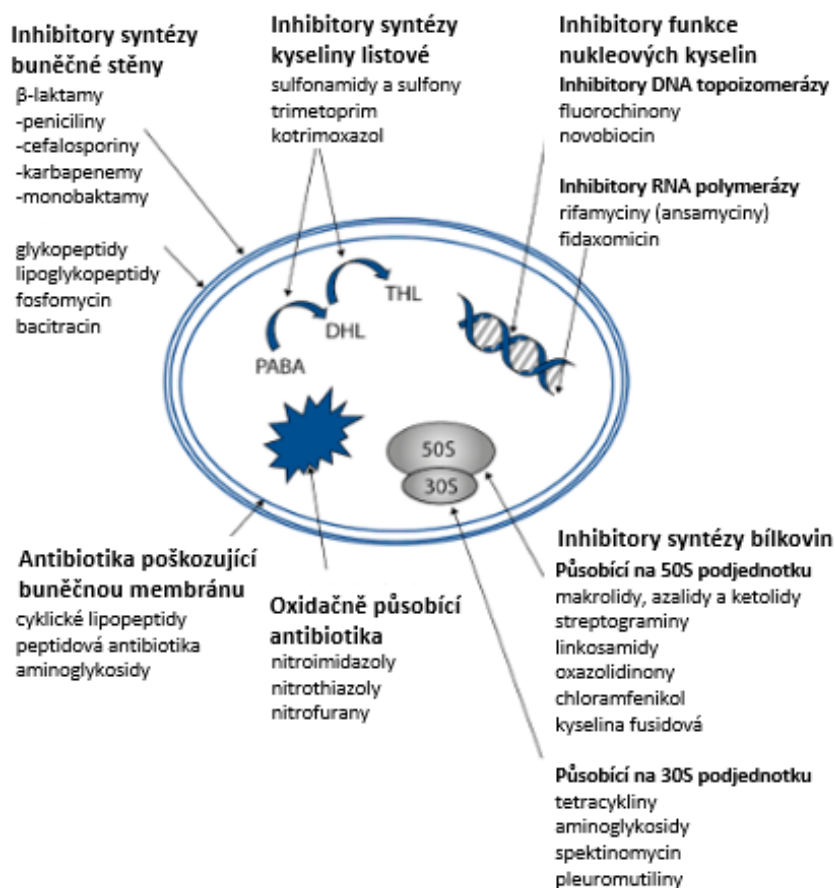 Inhibitory syntézy
buněčné stěny
β-laktamy
-peniciliny
-cefalosporiny
-karbapenemy
-monobaktamy
glykopeptidy
lipoglykopeptidy
fosfomycin
bacitracin
Inhibitory syntézy
kyseliny listové
sulfonamidy a sulfony
trimetoprim
kotrimoxazol
Inhibitory funkce
nukleových kyselin
Inhibitory DNA topoizomerázy
fluorochinony
novobiocin
Inhibitory RNA polymerázy
rifamyciny (ansamyciny)
fidaxomicin
THL
DHL
PABA
50S
30S
Antibiotika poškozující
buněčnou membránu
cyklické lipopeptidy
peptidová antibiotika
aminoglykosidy
Oxidačně působící
antibiotika
nitroimidazoly
nitrothiazoly
nitrofurany
Inhibitory syntézy bílkovin
Působící na 50S podjednotku
makrolidy, azalidy a ketolidy
streptograminy
linkosamidy
oxazolidinony
chloramfenikol
kyselina fusidová
Působící na 30S podjednotku
tetracykliny
aminoglykosidy
spektinomycin
pleuromutiliny